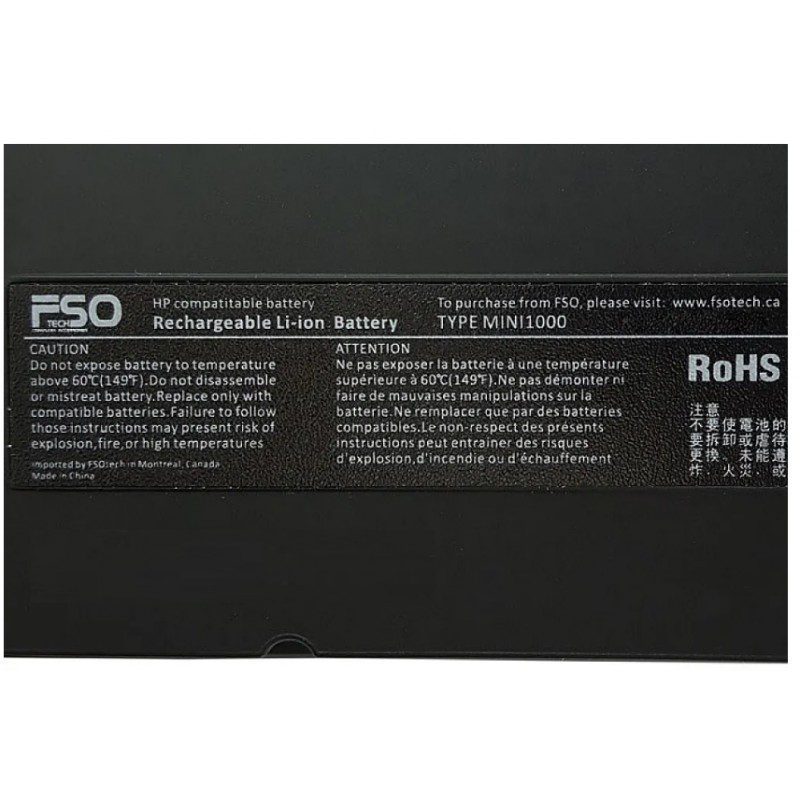 FSO
TECH
HP compatitable battery
Rechargeable Li-ion Battery
To purchase from FSO, please visit: www.fsotech.ca
TYPE MINI1000
CAUTION
Do not expose battery to temperature
above 60℃(149℉).Do not disassemble
or mistreat battery.Replace only with
compatible batteries.Failure to follow
those instructions may present risk of
explosion,fire,or high temperatures
Imported by FSOtech in Montreal, Canada
Made in China
ATTENTION
Ne pas exposer la batterie à une température
supérieure à 60℃(149℉).Ne pas démonter ni
faire de mauvaises manipulations sur la
batterie.Ne remplacer que par des batteries
compatibles.Le non-respect des présents
instructions peut entrainer des risques
d'explosion,d'incendie ou d'échauffement
RoHS
注意
不要使電池的
要拆卸或虐待
更換、未能遵
炸、火災或